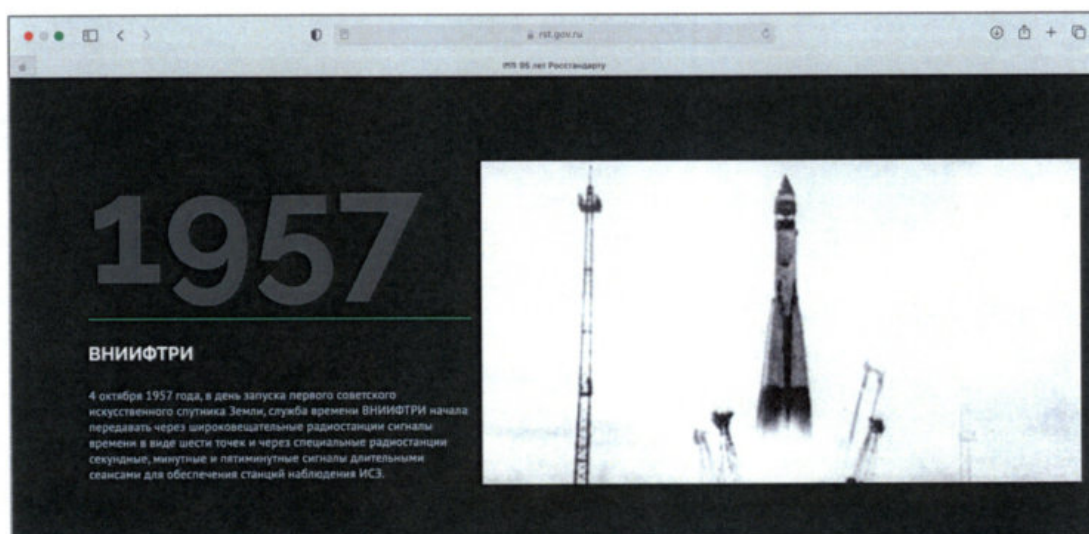 rst.gov.ru
МП 95 лет Росстандарту
1957
ВНИИФТРИ
4 октября 1957 года, в день запуска первого советского
искусственного спутника Земли, служба времени ВНИИФТРИ начала
передавать через широковещательные радиостанции сигналы
времени в виде шести точек и через специальные радиостанции
секундные, минутные и пятиминутные сигналы длительными
сеансами для обеспечения станций наблюдения ИСЗ.